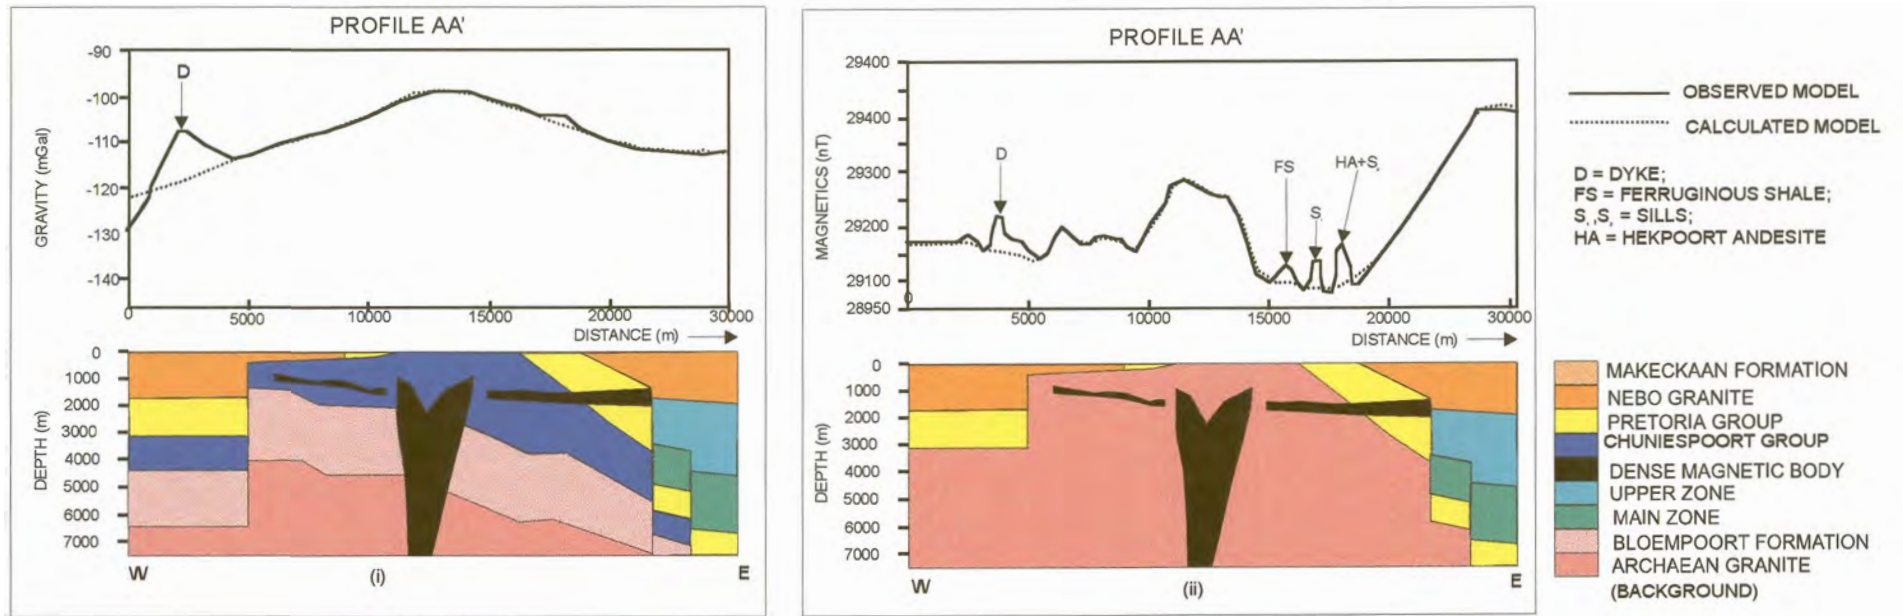 PROFILE AA'
-90
-100
-110
-120
-130
-140
GRAVITY (mGal)
D
0
5000
10000
15000
20000
30000
DISTANCE (m)
0
1000
2000
3000
4000
5000
6000
7000
DEPTH (m)
W
(i)
E
PROFILE AA'
29400
29400
29300
29200
29100
28950
MAGNETICS (nT)
D
FS
S
HA+S
0
5000
10000
15000
20000
30000
DISTANCE (m)
0
1000
2000
3000
4000
5000
6000
7000
DEPTH (m)
W
(ii)
E
OBSERVED MODEL
CALCULATED MODEL
D = DYKE;
FS = FERRUGINOUS SHALE;
S, ,S, = SILLS;
HA = HEKPOORT ANDESITE
MAKECKAAN FORMATION
NEBO GRANITE
PRETORIA GROUP
CHUNIESPOORT GROUP
DENSE MAGNETIC BODY
UPPER ZONE
MAIN ZONE
BLOEMPOORT FORMATION
ARCHAEAN GRANITE
(BACKGROUND)